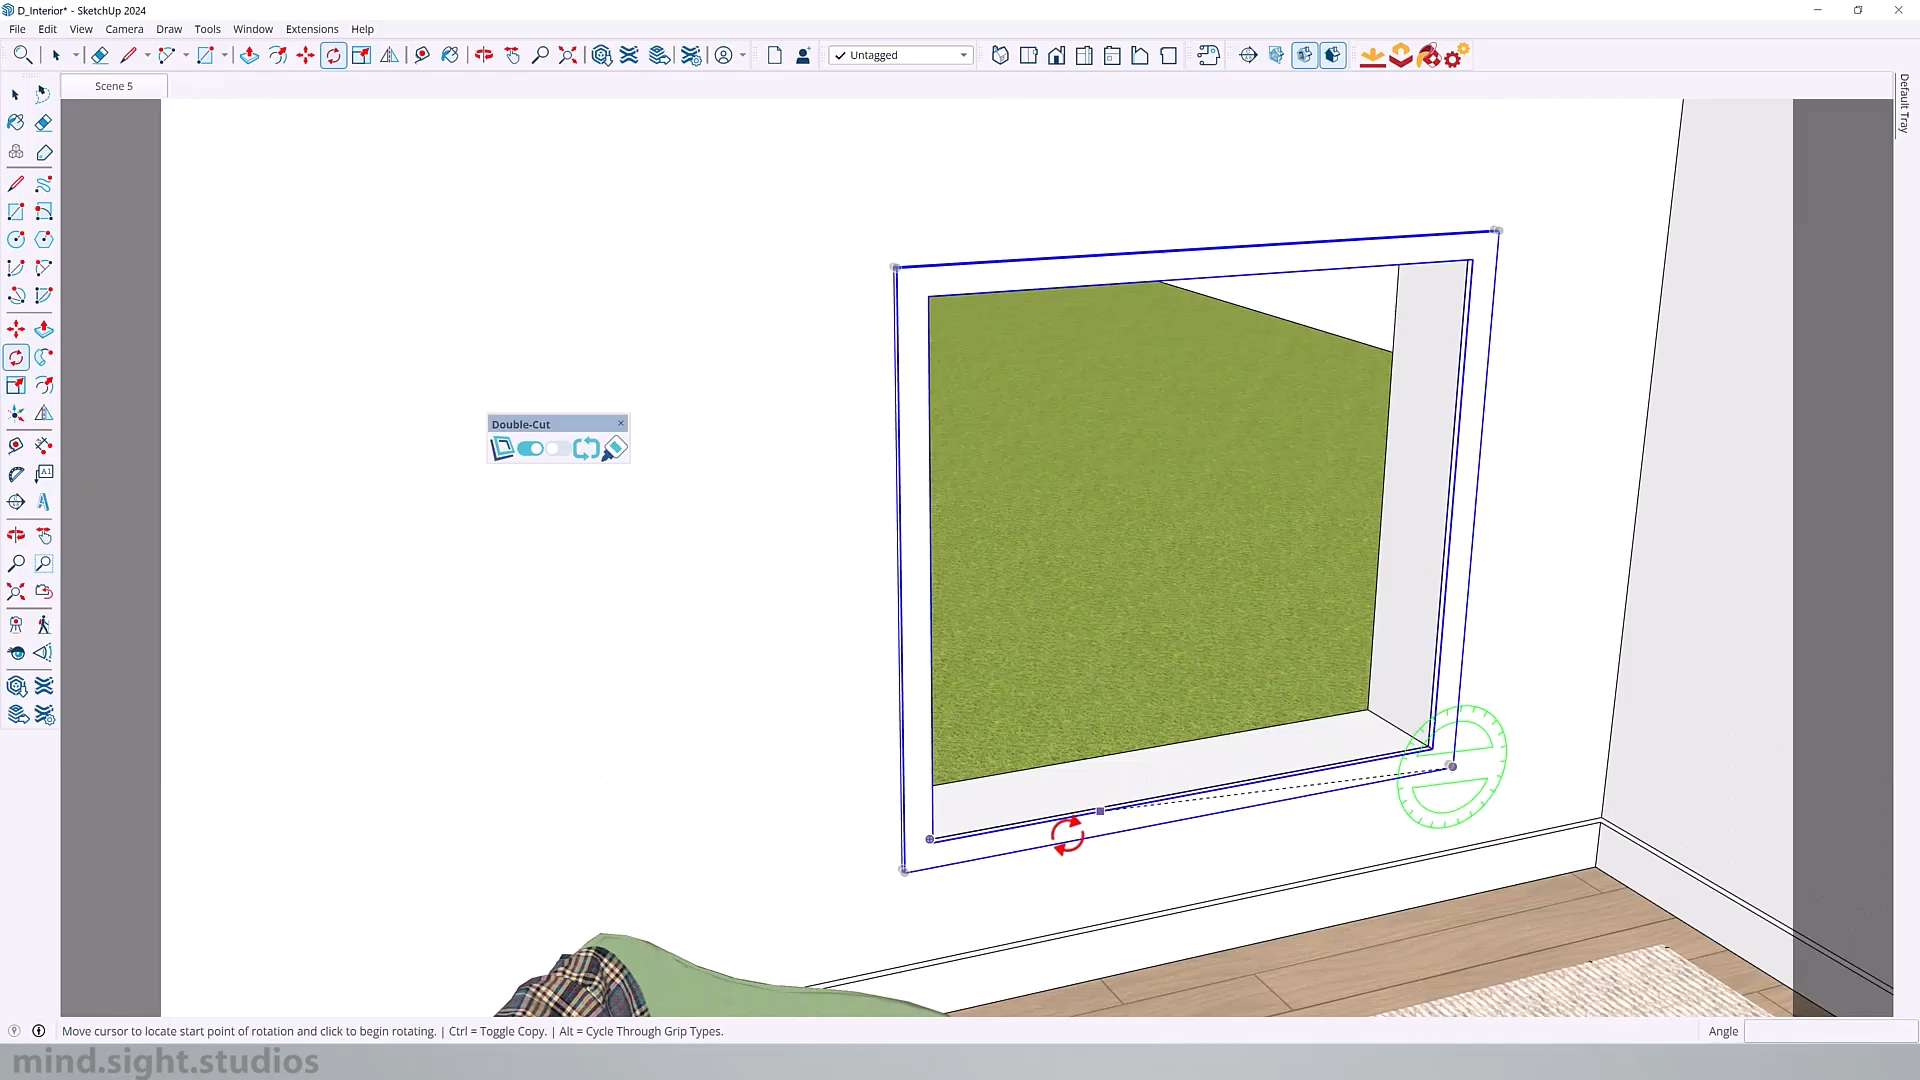 D_Interior* - SketchUp 2024
File Edit View Camera Draw Tools Window Extensions Help
Untagged
Scene 5
Default Tray
Double-Cut
A1
Move cursor to locate start point of rotation and click to begin rotating. | Ctrl = Toggle Copy. | Alt = Cycle Through Grip Types.
Angle
mind.sight.studios